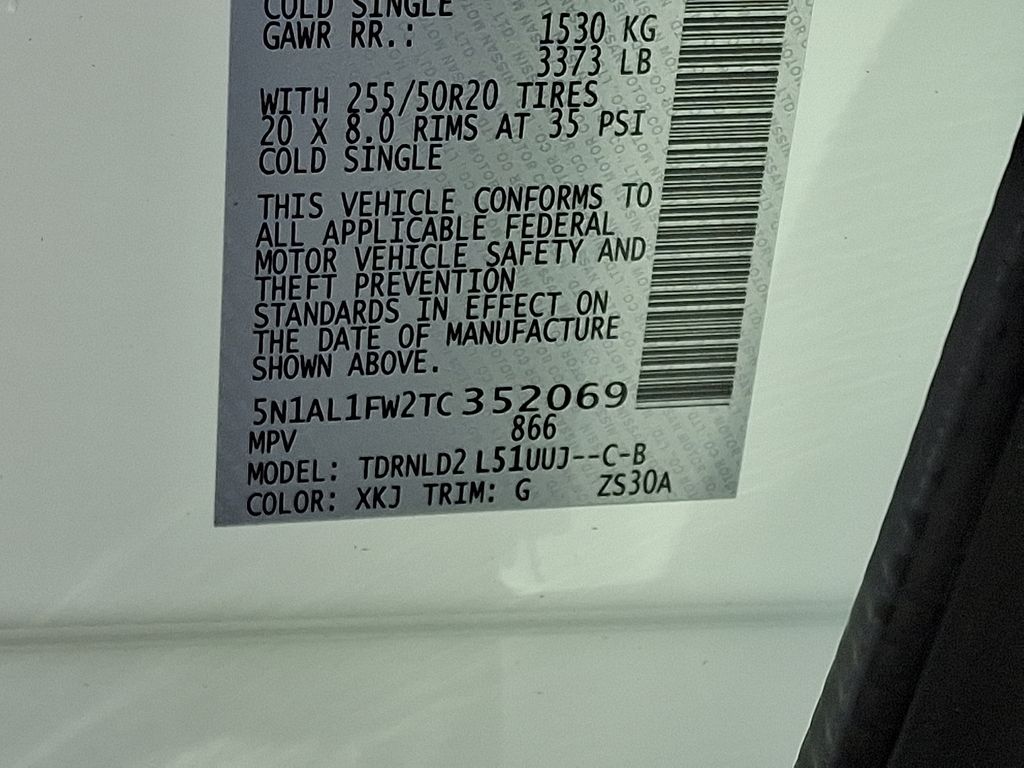 COLD SINGLE
GAWR RR.: 1530 KG
3373 LB
WITH 255/50R20 TIRES
20 X 8.0 RIMS AT 35 PSI
COLD SINGLE
THIS VEHICLE CONFORMS TO
ALL APPLICABLE FEDERAL
MOTOR VEHICLE SAFETY AND
THEFT PREVENTION
STANDARDS IN EFFECT ON
THE DATE OF MANUFACTURE
SHOWN ABOVE.
5N1AL1FW2TC352069
MPV 866
MODEL: TDRNLD2 L51UUJ--C-B
COLOR: XKJ TRIM: G ZS30A